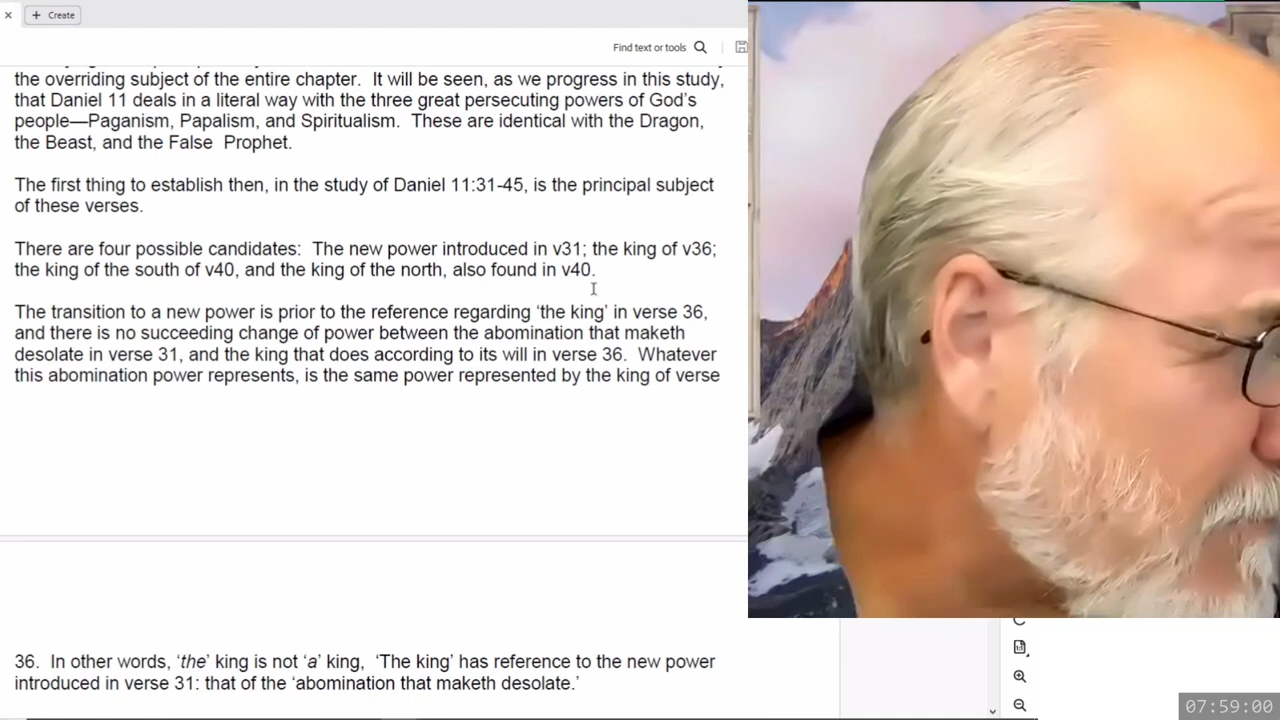 Create
Find text or tools
the overriding subject of the entire chapter. It will be seen, as we progress in this study,
that Daniel 11 deals in a literal way with the three great persecuting powers of God's
people—Paganism, Papalism, and Spiritualism. These are identical with the Dragon,
the Beast, and the False Prophet.
The first thing to establish then, in the study of Daniel 11:31-45, is the principal subject
of these verses.
There are four possible candidates: The new power introduced in v31; the king of v36;
the king of the south of v40, and the king of the north, also found in v40.
The transition to a new power is prior to the reference regarding 'the king' in verse 36,
and there is no succeeding change of power between the abomination that maketh
desolate in verse 31, and the king that does according to its will in verse 36. Whatever
this abomination power represents, is the same power represented by the king of verse
36. In other words, 'the' king is not 'a' king, 'The king' has reference to the new power
introduced in verse 31: that of the 'abomination that maketh desolate.'
07:59:00